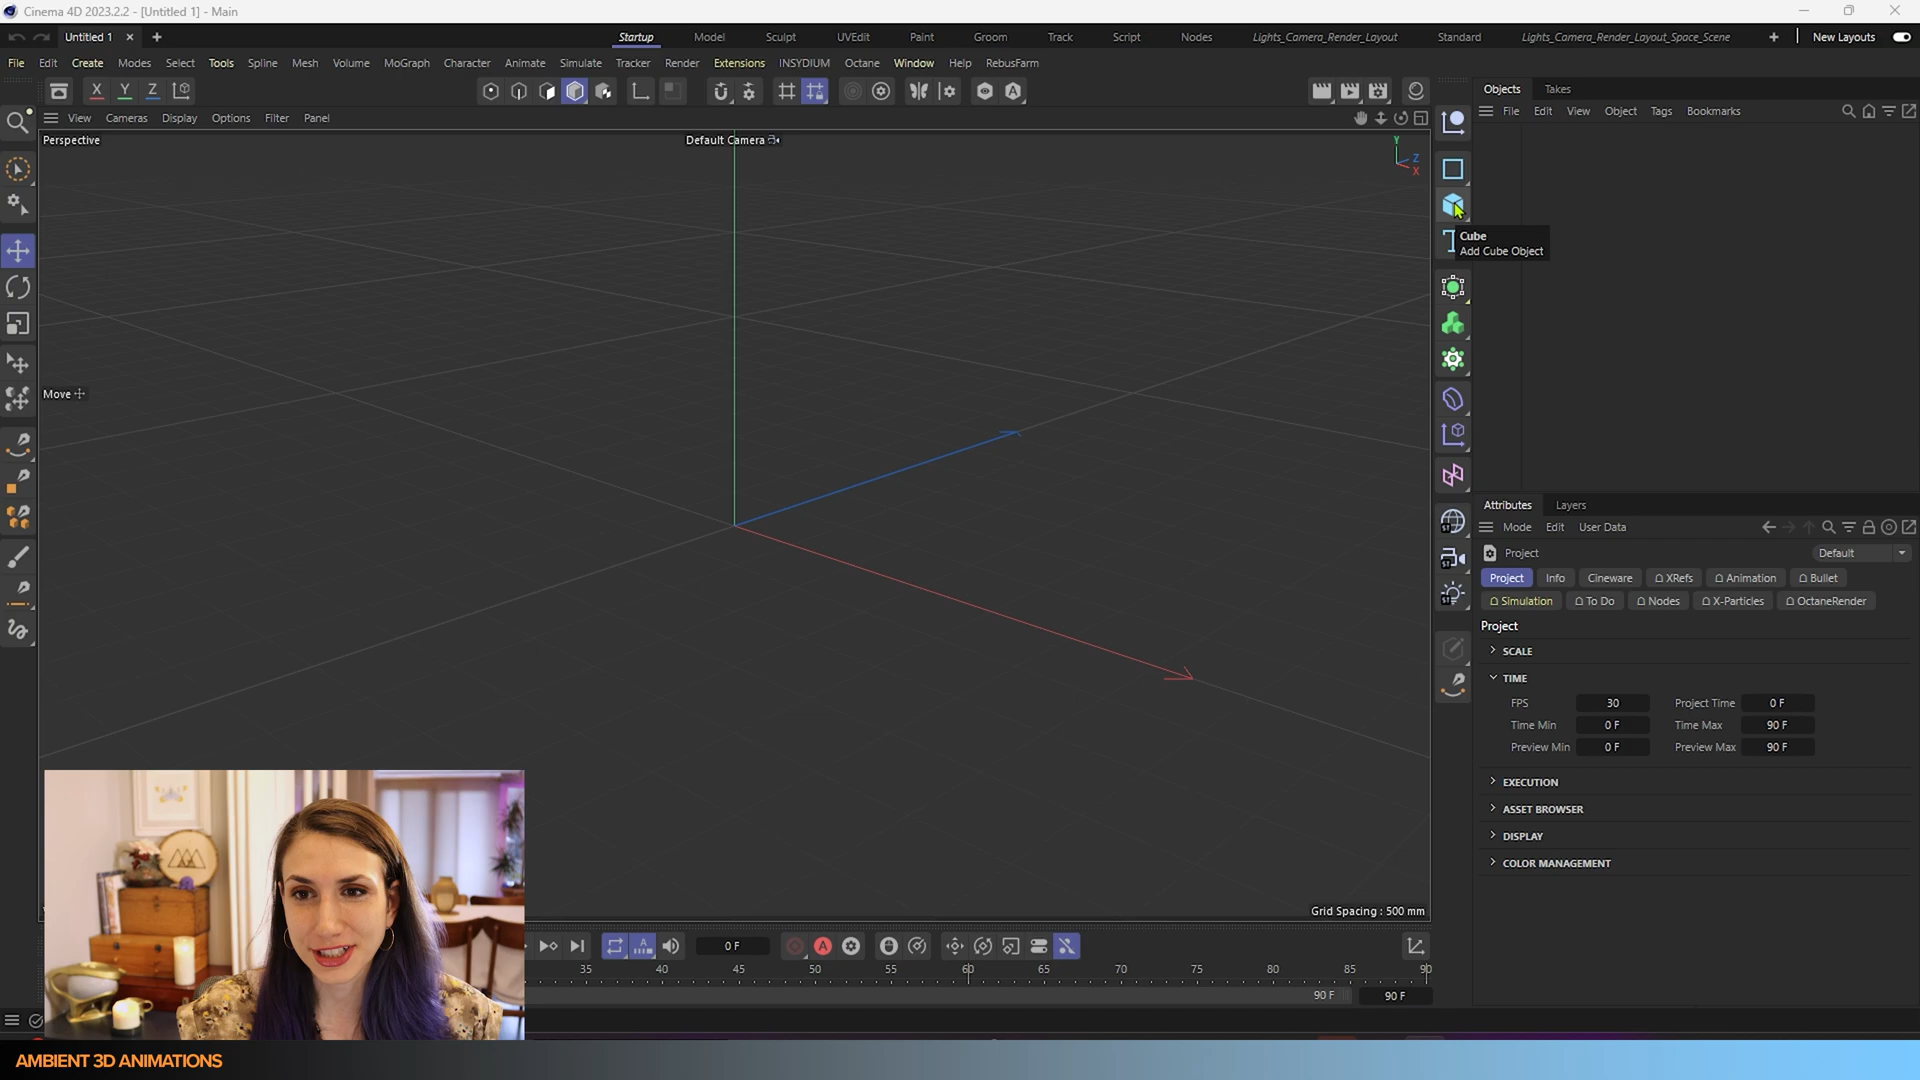 Cinema 4D 2023.2.2 - [Untitled 1] - Main
Untitled 1
Startup Model Sculpt UVEdit Paint Groom Track Script Nodes Lights_Camera_Render_Layout Standard Lights_Camera_Render_Layout_Space_Scene New Layouts
File Edit Create Modes Select Tools Spline Mesh Volume MoGraph Character Animate Simulate Tracker Render Extensions INSYDIUM Octane Window Help RebusFarm
X Y Z
Objects Takes
File Edit View Object Tags Bookmarks
View Cameras Display Options Filter Panel
Perspective
Default Camera
Y
Z
X
Cube
Add Cube Object
Move
Attributes Layers
Mode Edit User Data
Project
Default
Project Info Cineware XRefs Animation Bullet
Simulation To Do Nodes X-Particles OctaneRender
Project
SCALE
TIME
FPS 30 Project Time 0 F
Time Min 0 F Time Max 90 F
Preview Min 0 F Preview Max 90 F
EXECUTION
ASSET BROWSER
DISPLAY
COLOR MANAGEMENT
Grid Spacing : 500 mm
0 F
35 40 45 50 55 60 65 70 75 80 85 90
90 F 90 F
AMBIENT 3D ANIMATIONS